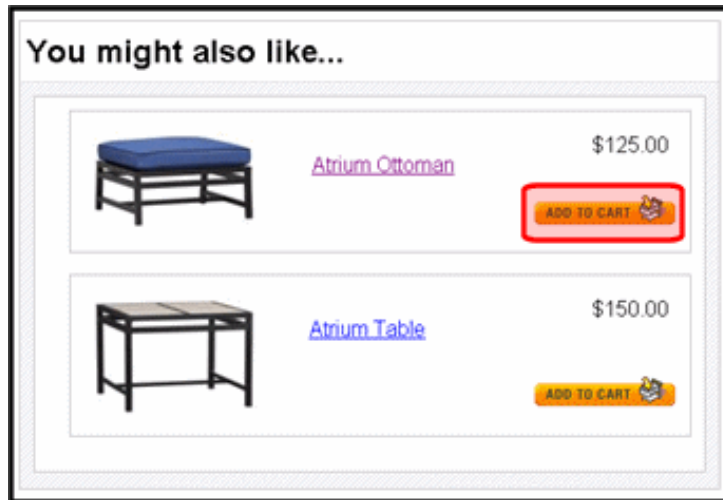 You might also like...
$125.00
Atrium Ottoman
ADD TO CART
$150.00
Atrium Table
ADD TO CART